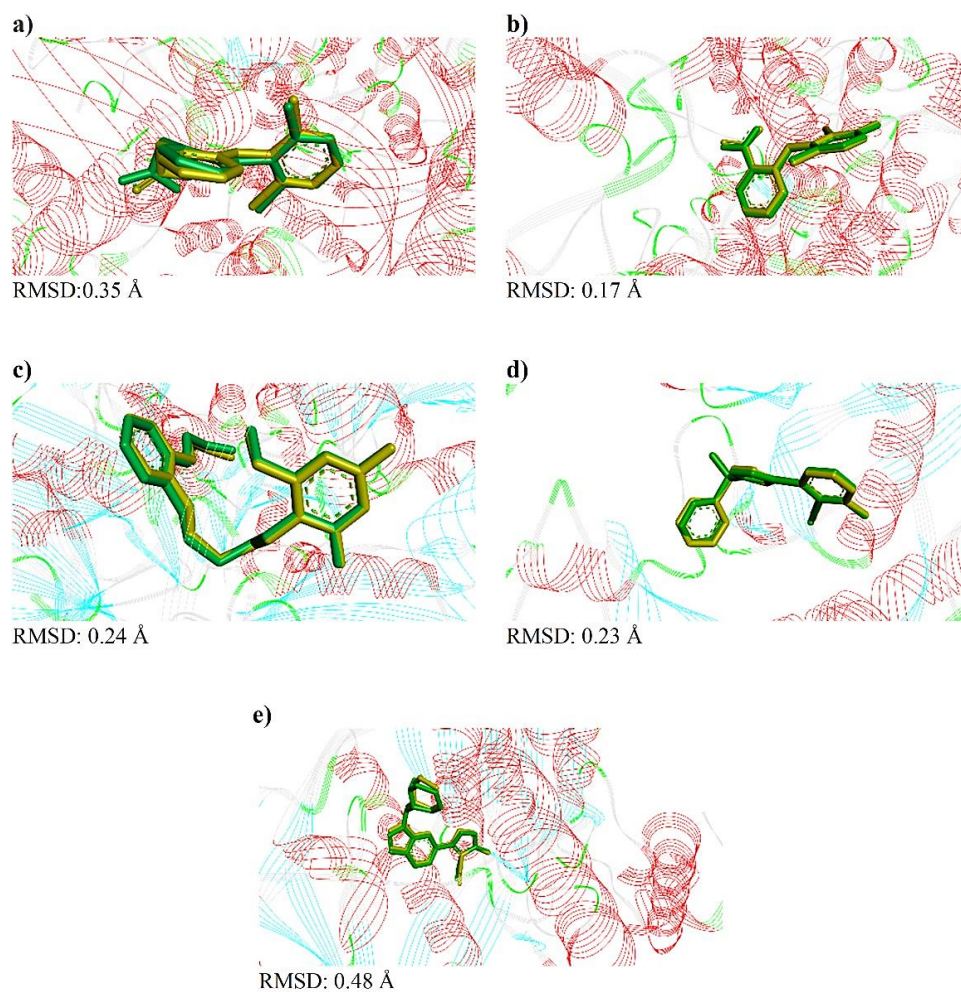 a)
b)
RMSD:0.35 Å
RMSD: 0.17 Å
c)
d)
RMSD: 0.24 Å
RMSD: 0.23 Å
e)
RMSD: 0.48 Å